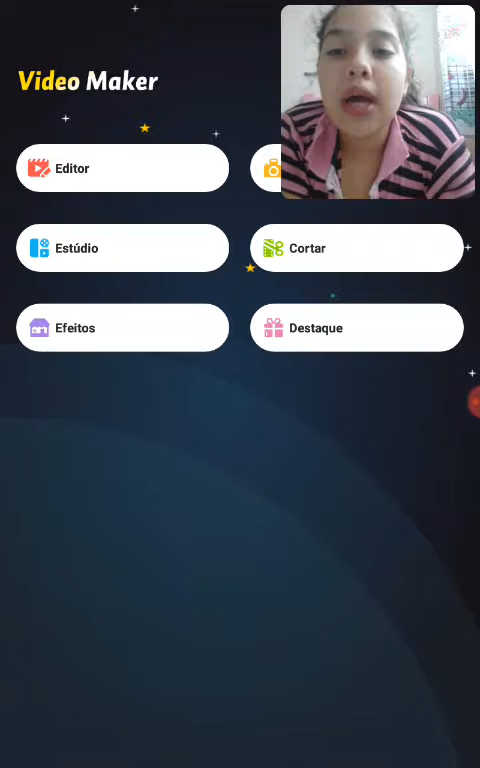 Video Maker
Editor
Estúdio
Cortar
Efeitos
Destaque